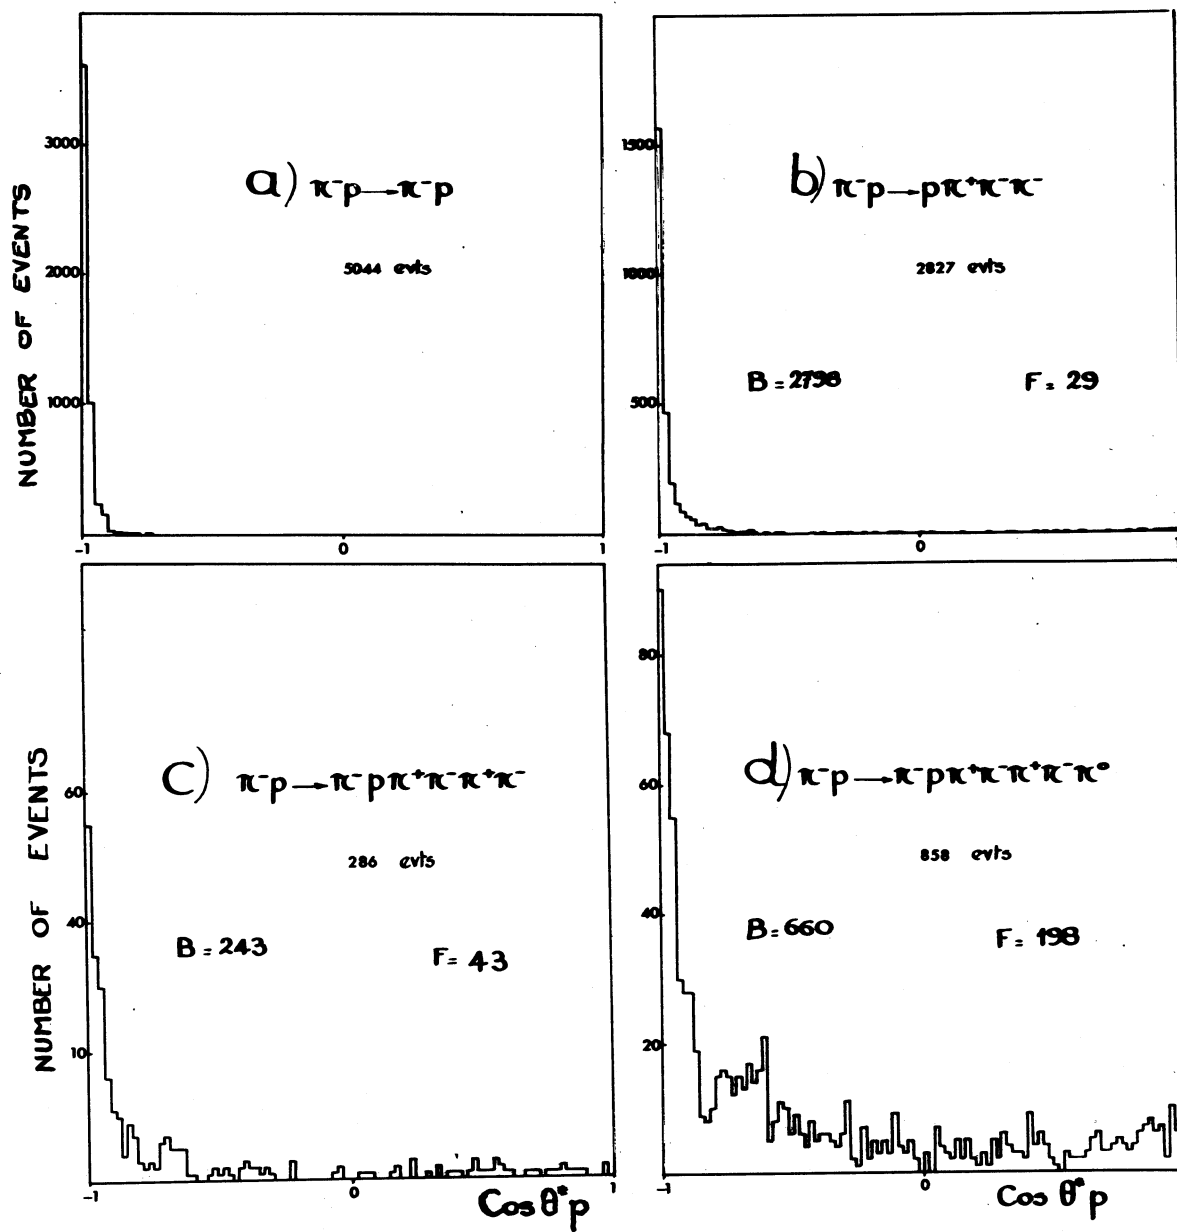 NUMBER OF EVENTS
3000
2000
1000
a) π⁻p → π⁻p
5044 evts
-1 0 1
1500
1000
500
b) π⁻p → pπ⁺π⁻π⁻
2827 evts
B = 2798 F = 29
-1 0 1
NUMBER OF EVENTS
60
40
10
c) π⁻p → π⁻pπ⁺π⁻π⁺π⁻
286 evts
B = 243 F = 43
-1 0 1
Cos θ*p
80
60
40
20
d) π⁻p → π⁻pπ⁺π⁻π⁺π⁻π⁰
858 evts
B = 660 F = 198
-1 0
Cos θ*p